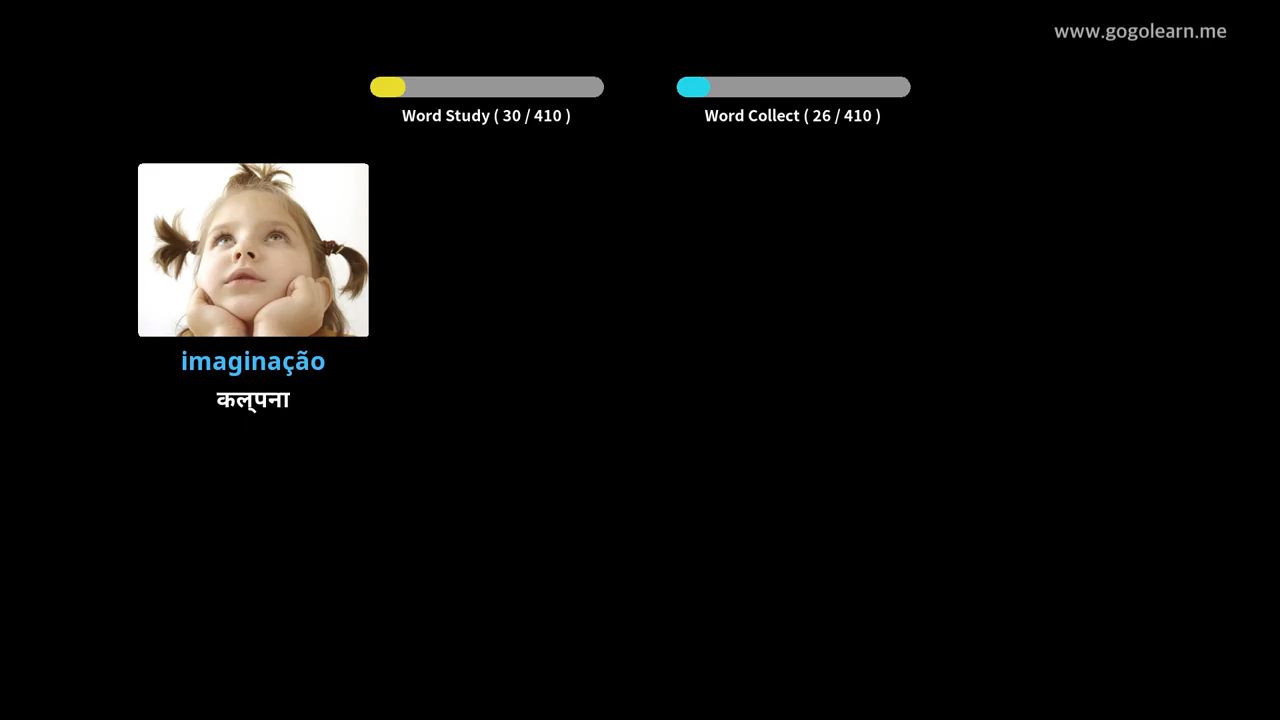 www.gogolearn.me
Word Study ( 30 / 410 )
Word Collect ( 26 / 410 )
imaginação
कल्पना